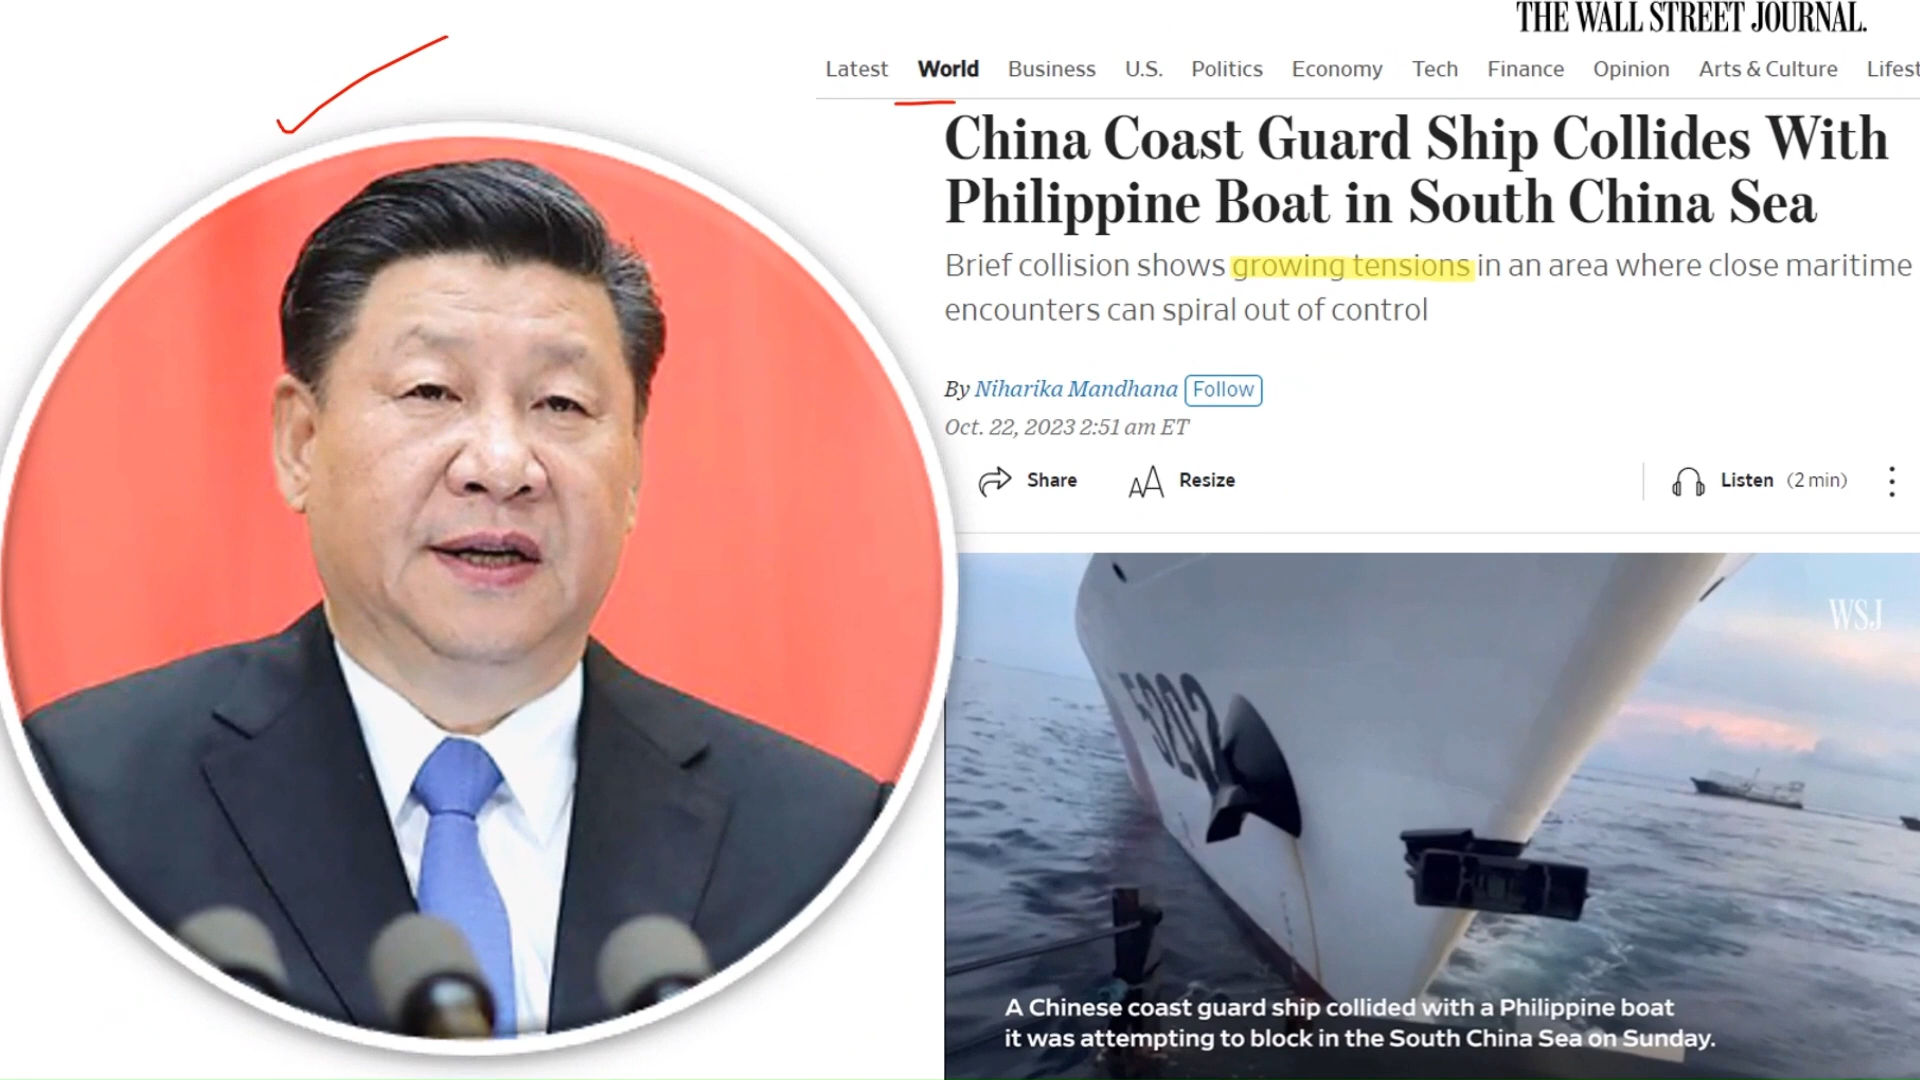 THE WALL STREET JOURNAL.
Latest World Business U.S. Politics Economy Tech Finance Opinion Arts & Culture Lifest
China Coast Guard Ship Collides With
Philippine Boat in South China Sea
Brief collision shows growing tensions in an area where close maritime
encounters can spiral out of control
By Niharika Mandhana Follow
Oct. 22, 2023 2:51 am ET
Share AA Resize Listen (2 min)
WSJ
5202
A Chinese coast guard ship collided with a Philippine boat
it was attempting to block in the South China Sea on Sunday.